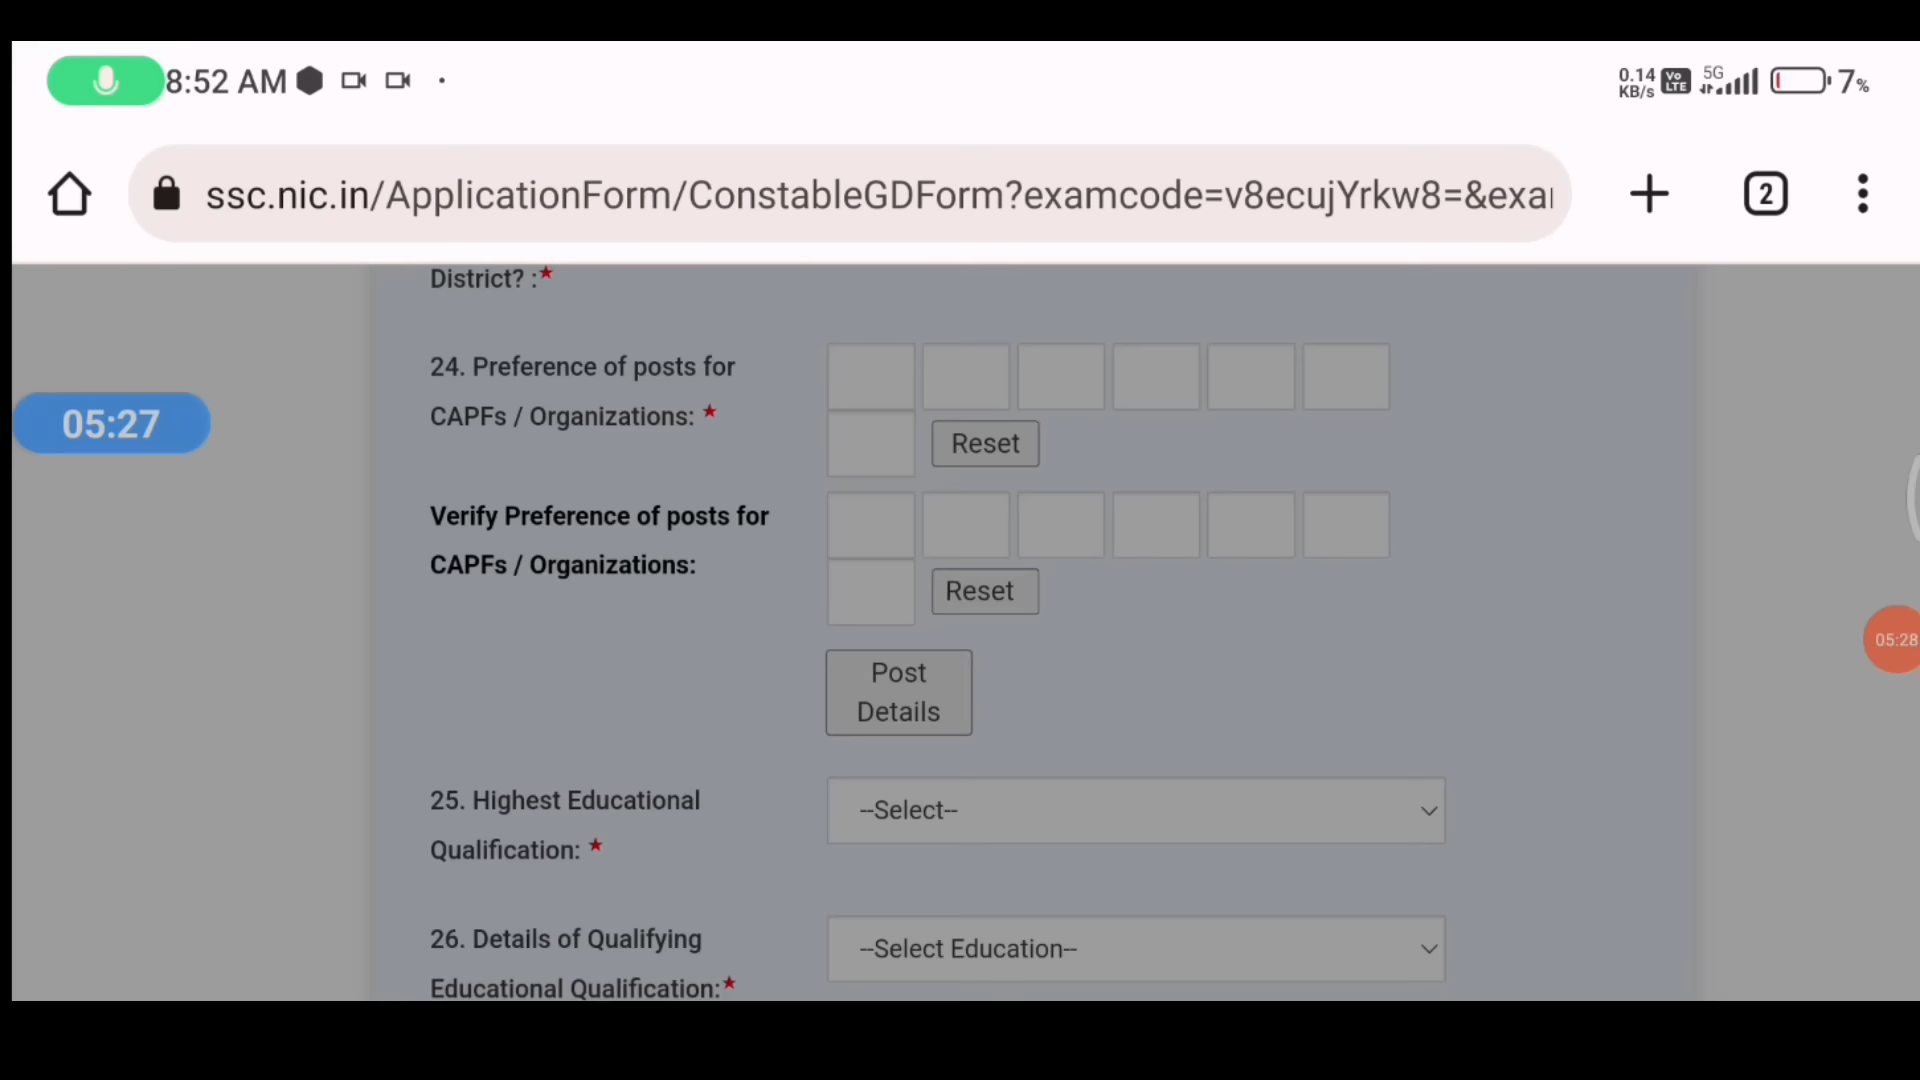 8:52 AM
0.14 KB/s Vo LTE 5G 7%
ssc.nic.in/ApplicationForm/ConstableGDForm?examcode=v8ecujYrkw8=&exa
2
District? :*
24. Preference of posts for
CAPFs / Organizations: *
Reset
05:27
Verify Preference of posts for
CAPFs / Organizations:
Reset
05:28
Post
Details
25. Highest Educational
Qualification: *
--Select--
26. Details of Qualifying
Educational Qualification:*
--Select Education--